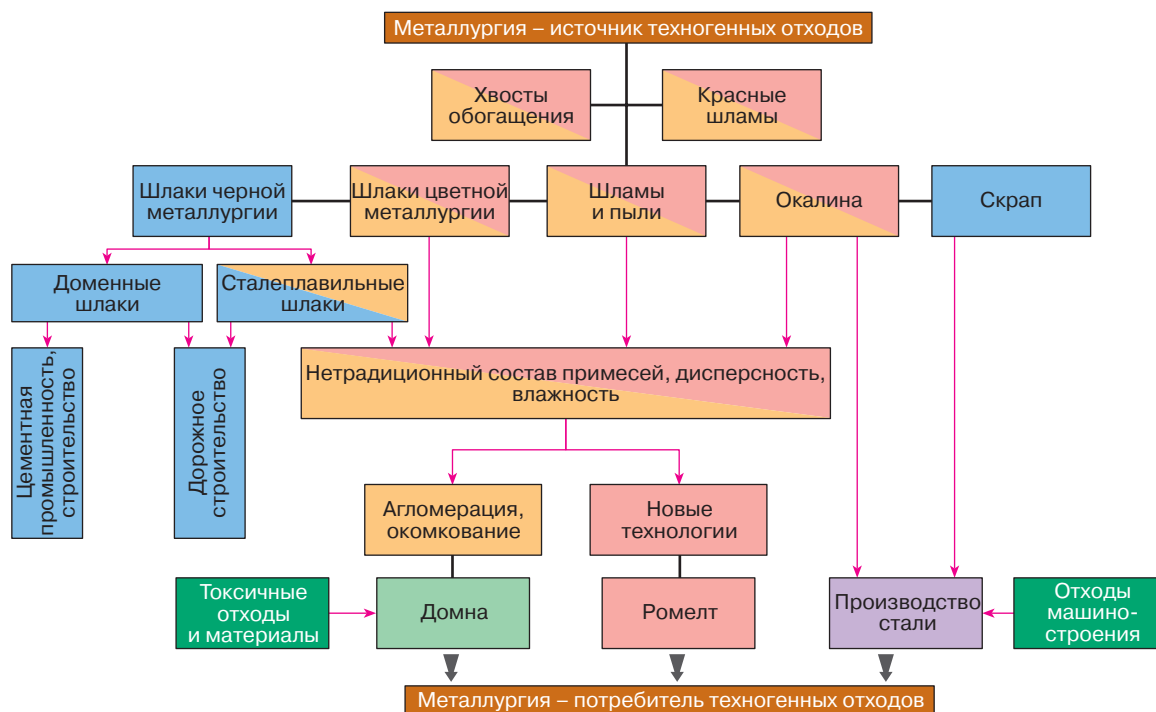 Металлургия – источник техногенных отходов
Хвосты
обогащения
Красные
шламы
Шлаки черной
металлургии
Шлаки цветной
металлургии
Шламы
и пыли
Окалина
Скрап
Доменные
шлаки
Сталеплавильные
шлаки
Цементная
промышленность,
строительство
Дорожное
строительство
Нетрадиционный состав примесей, дисперсность,
влажность
Агломерация,
окомкование
Новые
технологии
Токсичные
отходы
и материалы
Домна
Ромелт
Производство
стали
Отходы
машино-
строения
Металлургия – потребитель техногенных отходов